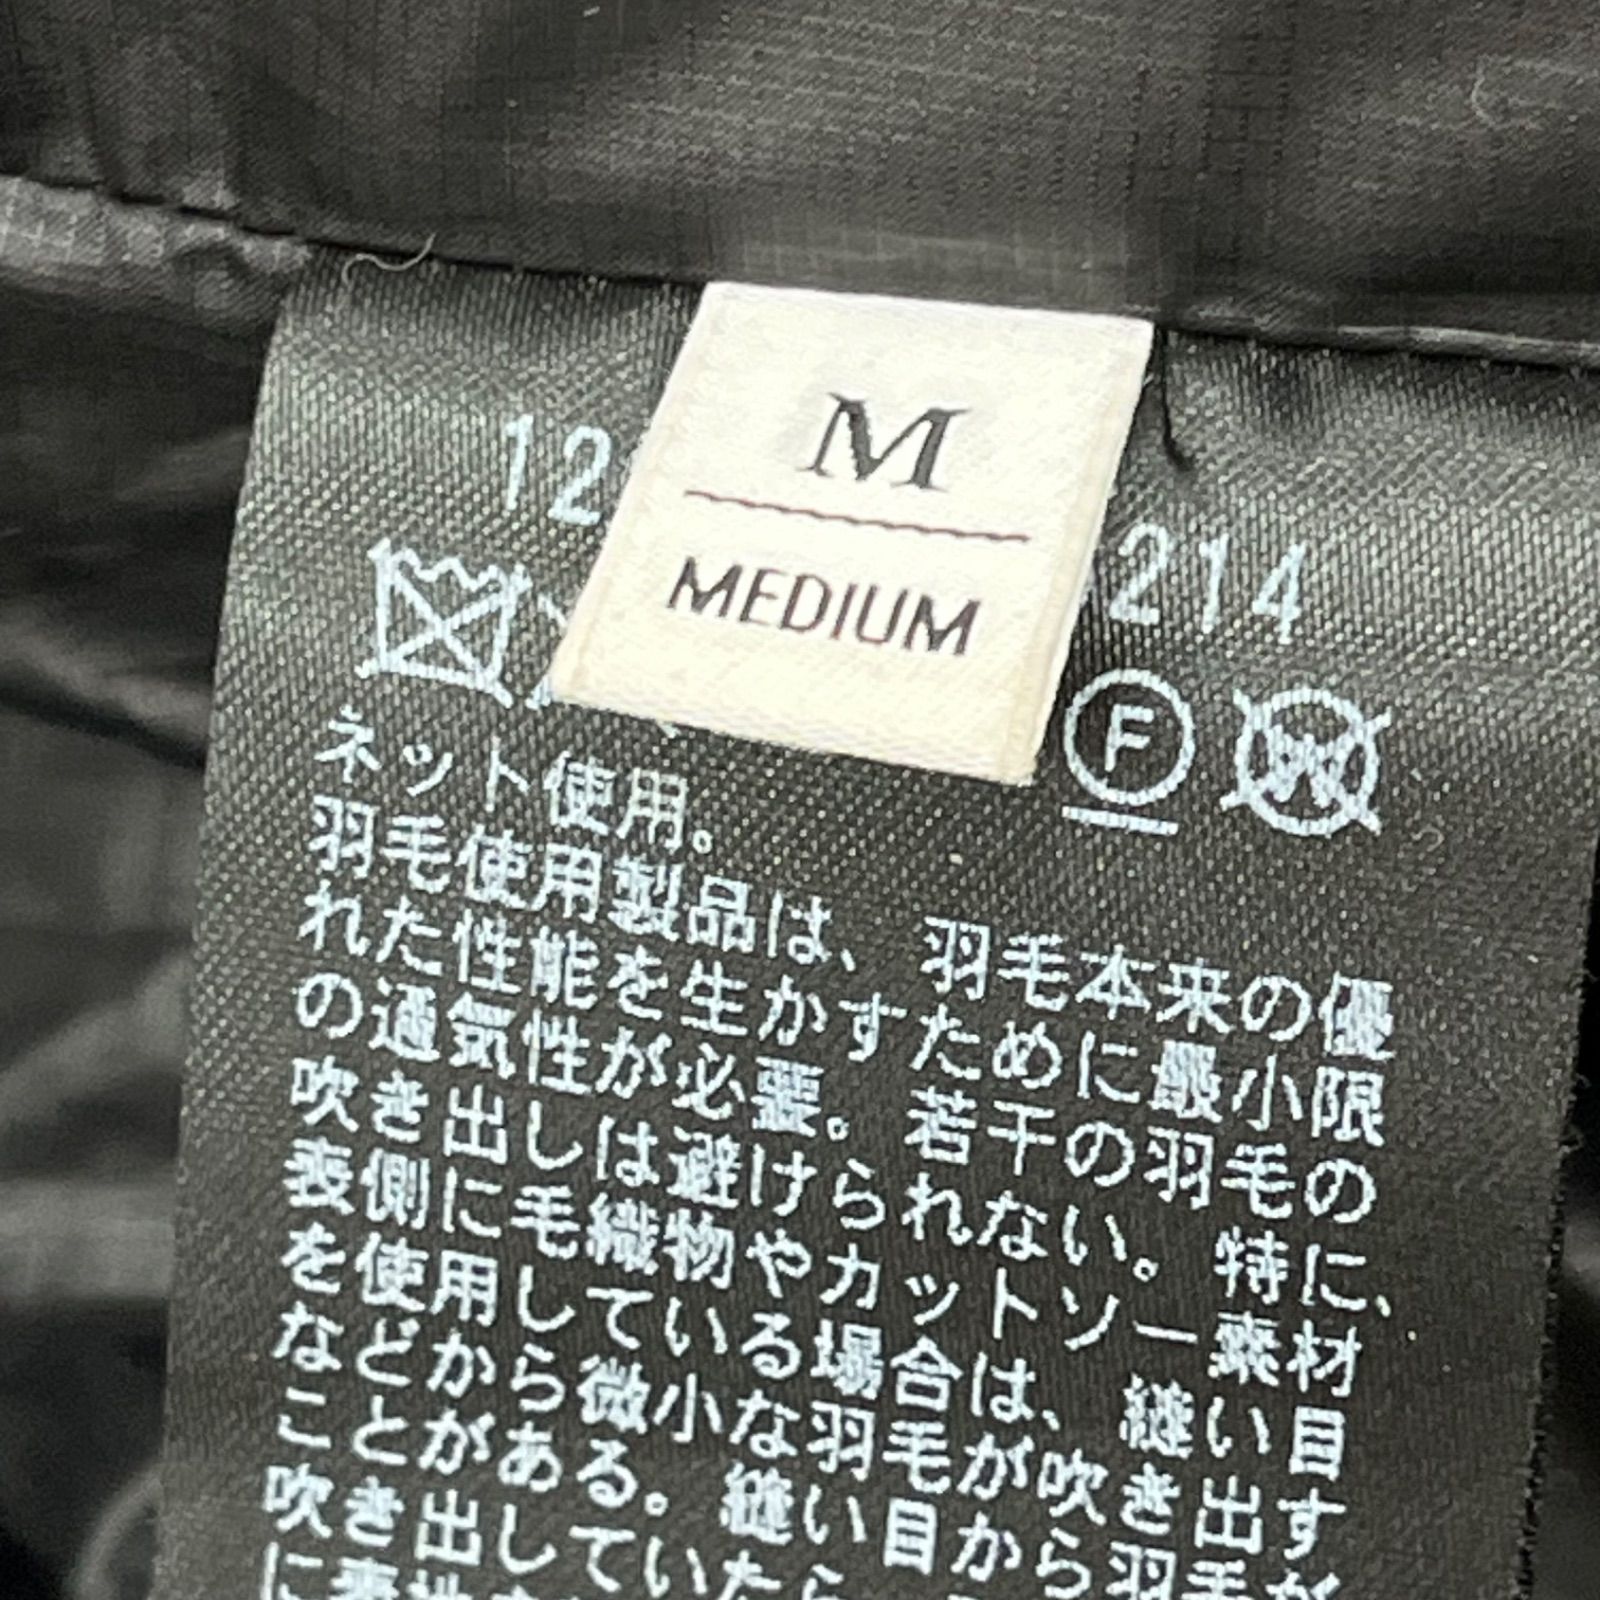 M
MEDIUM
12
214
F
W
ネット使用。
羽毛使用製品は、羽毛本来の優
れた性能を生かすために最小限
の通気性が必要。若干の羽毛の
吹き出しは避けられない。特に、
表側に毛織物やカットソー素材
を使用している場合は、縫い目
などから微小な羽毛が吹き出す
ことがある。縫い目から羽毛が
吹き出していたら